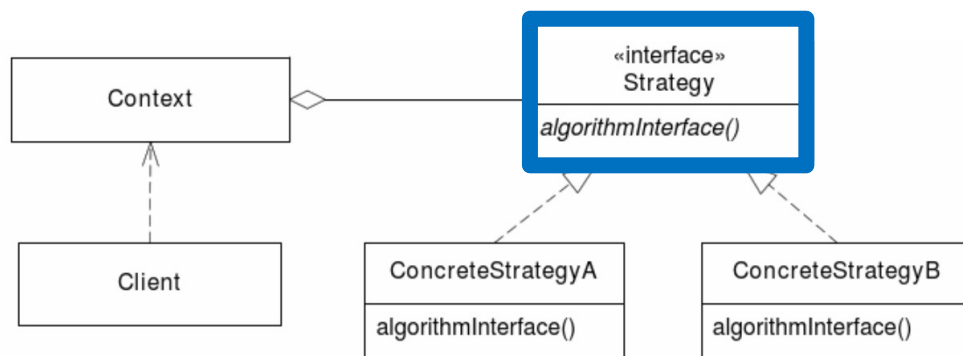 «interface»
Strategy
Context
algorithmInterface()
Client
ConcreteStrategyA
algorithmInterface()
ConcreteStrategyB
algorithmInterface()